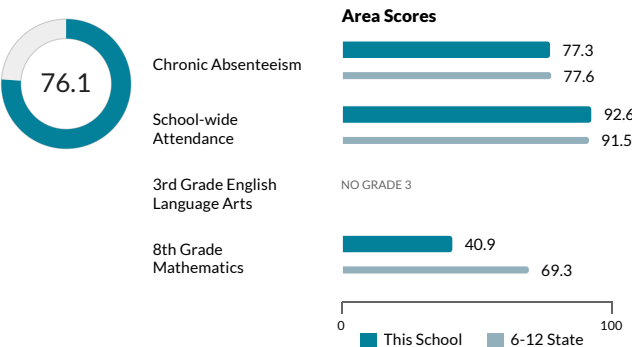 Area Scores
76.1
Chronic Absenteeism
77.3
77.6
School-wide
Attendance
92.6
91.5
3rd Grade English
Language Arts
NO GRADE 3
8th Grade
Mathematics
40.9
69.3
0
100
This School
6-12 State